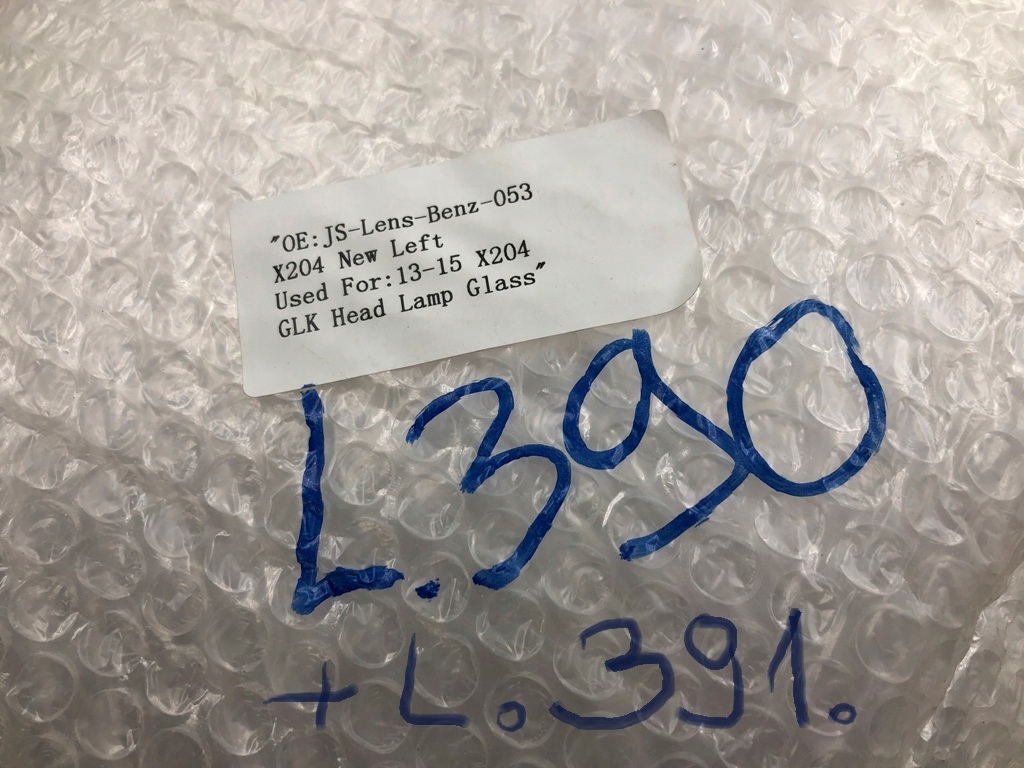 "OE:JS-Lens-Benz-053
X204 New Left
Used For:13-15 X204
GLK Head Lamp Glass"
L.390
+L.391.